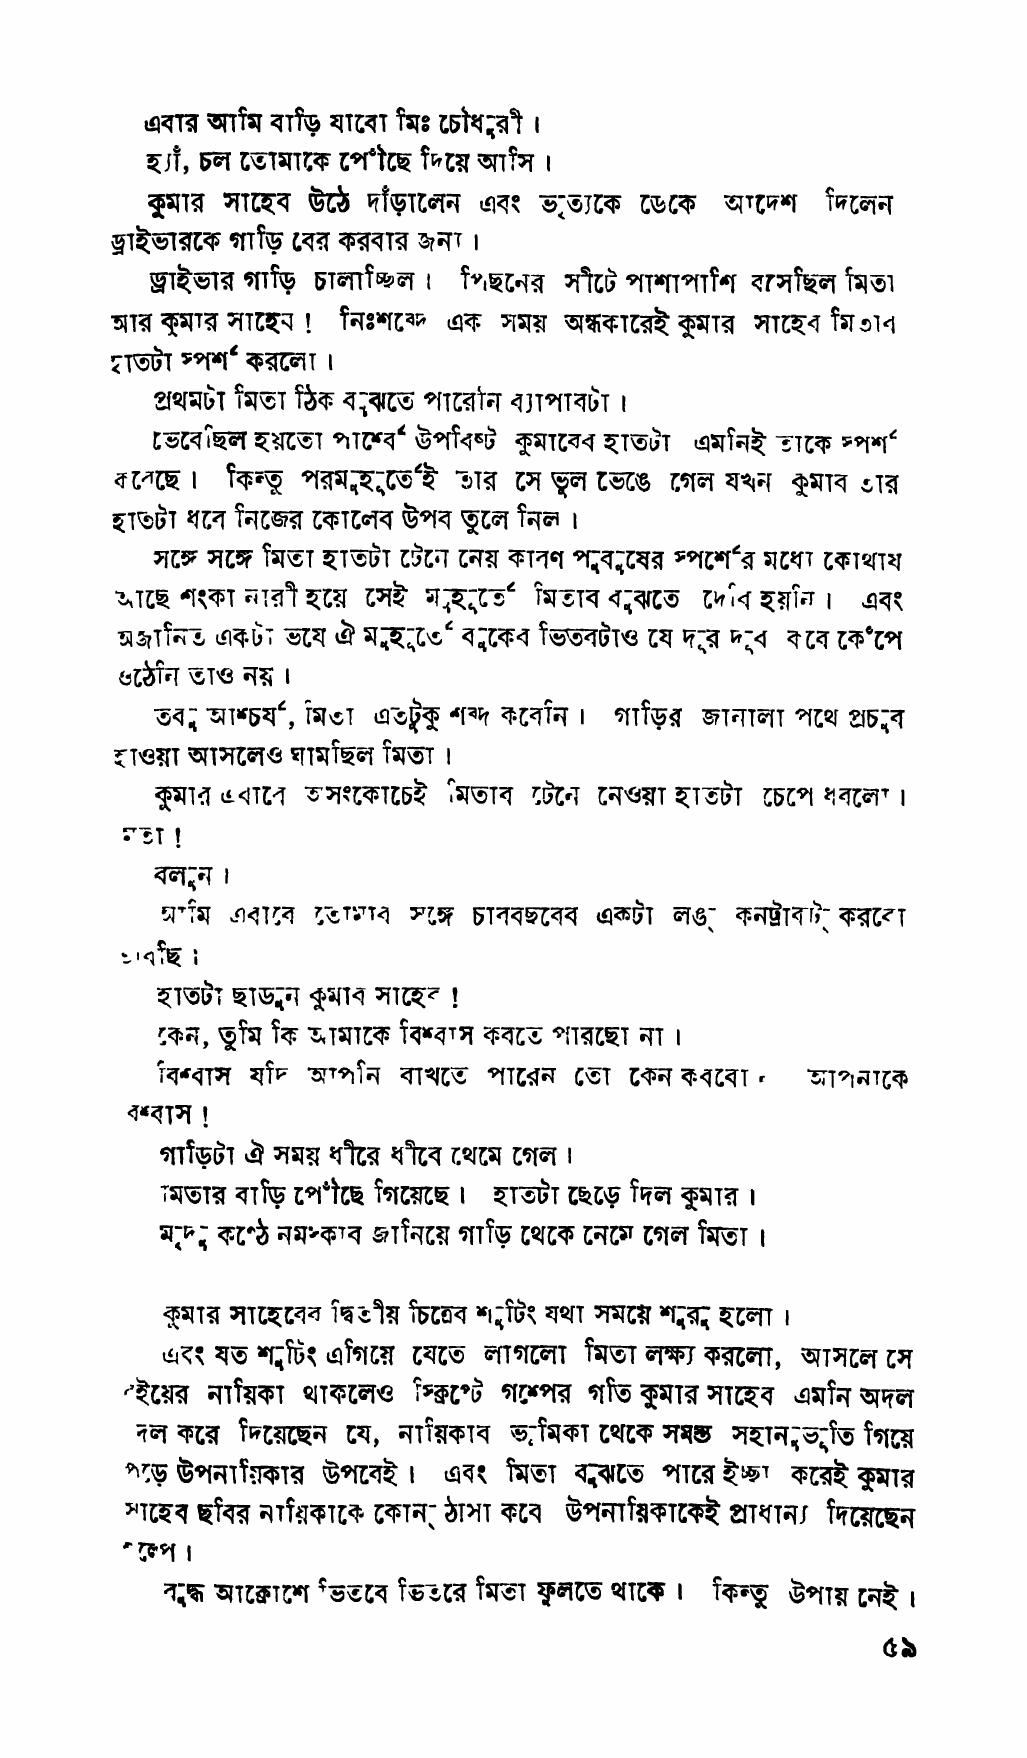 এবার আমি বাড়ি যাবো মিঃ চৌধুরী ।
হ্যাঁ, চল তোমাকে পৌঁছে দিয়ে আসি ।
কুমার সাহেব উঠে দাঁড়ালেন এবং ভৃত্যকে ডেকে আদেশ দিলেন
ড্রাইভারকে গাড়ি বের করবার জন্য ।
ড্রাইভার গাড়ি চালাচ্ছিল । পিছনের সীটে পাশাপাশি বসেছিল মিতা
আর কুমার সাহেব ! নিঃশব্দে এক সময় অন্ধকারেই কুমার সাহেব মিতার
হাতটা স্পর্শ করলো ।
প্রথমটা মিতা ঠিক বুঝতে পারেনি ব্যাপারটা ।
ভেবেছিল হয়তো পার্শ্বে উপবিষ্ট কুমারের হাতটা এমনিই তাকে স্পর্শ
করেছে । কিন্তু পরমুহূর্তেই তার সে ভুল ভেঙে গেল যখন কুমার তার
হাতটা ধরে নিজের কোলের উপর তুলে নিল ।
সঙ্গে সঙ্গে মিতা হাতটা টেনে নেয় কারণ পুরুষের স্পর্শের মধ্যে কোথায়
আছে শংকা নারী হয়ে সেই মুহূর্তে মিতার বুঝতে দেরি হয়নি । এবং
অজানিত একটা ভয়ে ঐ মুহূর্তে বুকের ভিতরটাও যে দুর দুর করে কেঁপে
ওঠেনি তাও নয় ।
তবু আশ্চর্য, মিতা এতটুকু শব্দ করেনি । গাড়ির জানালা পথে প্রচুর
হাওয়া আসলেও ঘামছিল মিতা ।
কুমার এবারে অসংকোচেই মিতার টেনে নেওয়া হাতটা চেপে ধরলো ।
মিতা !
বলুন ।
আমি এবারে তোমার সঙ্গে চারবছরের একটা লঙ্ কনট্রাক্ট্ করবো
ভাবছি ।
হাতটা ছাড়ুন কুমার সাহেব !
কেন, তুমি কি আমাকে বিশ্বাস করতে পারছো না ।
বিশ্বাস যদি আপনি রাখতে পারেন তো কেন করবো আপনাকে
বিশ্বাস !
গাড়িটা ঐ সময় ধীরে ধীরে থেমে গেল ।
মিতার বাড়ি পৌঁছে গিয়েছে । হাতটা ছেড়ে দিল কুমার ।
মৃদু কণ্ঠে নমস্কার জানিয়ে গাড়ি থেকে নেমে গেল মিতা ।
কুমার সাহেবের দ্বিতীয় চিত্রের শুটিং যথা সময়ে শুরু হলো ।
এবং যত শুটিং এগিয়ে যেতে লাগলো মিতা লক্ষ্য করলো, আসলে সে
বইয়ের নায়িকা থাকলেও স্ক্রিপ্টে গল্পের গতি কুমার সাহেব এমনি অদল
বদল করে দিয়েছেন যে, নায়িকার ভূমিকা থেকে সমস্ত সহানুভূতি গিয়ে
পড়ে উপনায়িকার উপরেই । এবং মিতা বুঝতে পারে ইচ্ছা করেই কুমার
সাহেব ছবির নায়িকাকে কোন্ ঠাসা করে উপনায়িকাকেই প্রাধান্য দিয়েছেন
গল্পে ।
রুদ্ধ আক্রোশে ভিতরে ভিতরে মিতা ফুলতে থাকে । কিন্তু উপায় নেই ।
৫৯